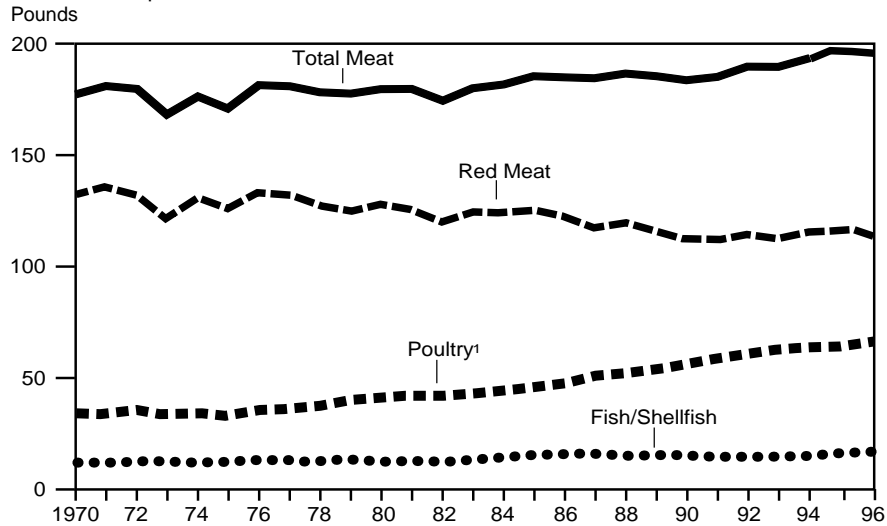 Pounds
200
Total Meat
150
Red Meat
100
Poultry¹
50
Fish/Shellfish
0
1970 72 74 76 78 80 82 84 86 88 90 92 94 96